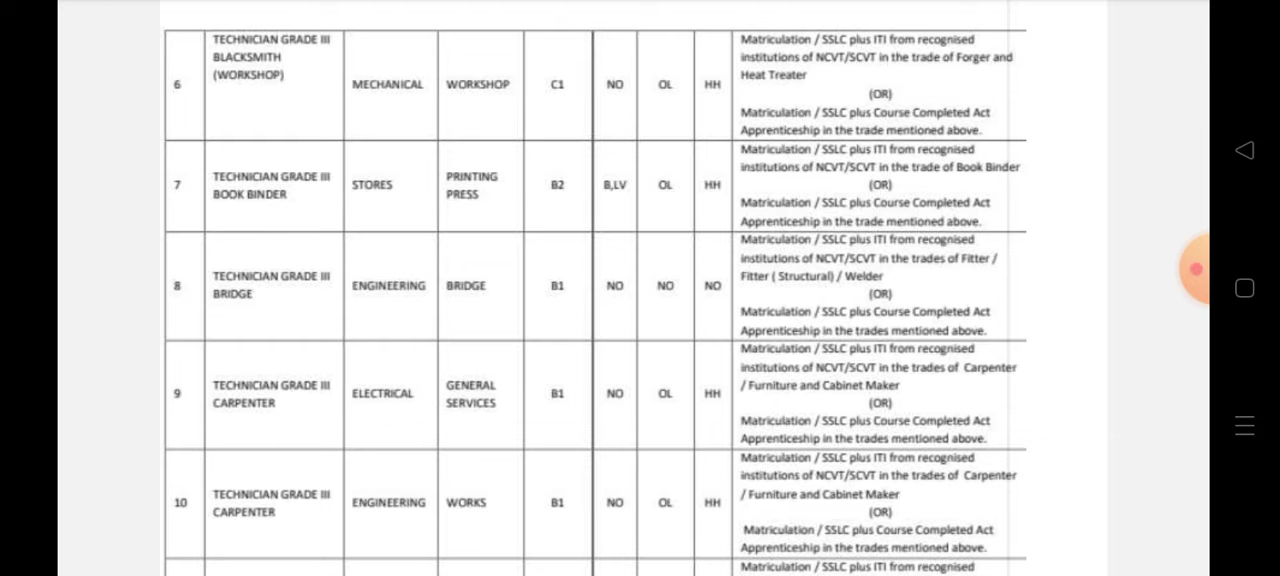 TECHNICIAN GRADE III
BLACKSMITH
(WORKSHOP)
6
MECHANICAL
WORKSHOP
C1
NO
OL
HH
Matriculation / SSLC plus ITI from recognised
institutions of NCVT/SCVT in the trade of Forger and
Heat Treater
(OR)
Matriculation / SSLC plus Course Completed Act
Apprenticeship in the trade mentioned above.
7
TECHNICIAN GRADE III
BOOK BINDER
STORES
PRINTING
PRESS
B2
B,LV
OL
HH
Matriculation / SSLC plus ITI from recognised
institutions of NCVT/SCVT in the trade of Book Binder
(OR)
Matriculation / SSLC plus Course Completed Act
Apprenticeship in the trade mentioned above.
8
TECHNICIAN GRADE III
BRIDGE
ENGINEERING
BRIDGE
B1
NO
NO
NO
Matriculation / SSLC plus ITI from recognised
institutions of NCVT/SCVT in the trades of Fitter /
Fitter ( Structural) / Welder
(OR)
Matriculation / SSLC plus Course Completed Act
Apprenticeship in the trades mentioned above.
9
TECHNICIAN GRADE III
CARPENTER
ELECTRICAL
GENERAL
SERVICES
B1
NO
OL
HH
Matriculation / SSLC plus ITI from recognised
institutions of NCVT/SCVT in the trades of Carpenter
/ Furniture and Cabinet Maker
(OR)
Matriculation / SSLC plus Course Completed Act
Apprenticeship in the trades mentioned above.
10
TECHNICIAN GRADE III
CARPENTER
ENGINEERING
WORKS
B1
NO
OL
HH
Matriculation / SSLC plus ITI from recognised
institutions of NCVT/SCVT in the trades of Carpenter
/ Furniture and Cabinet Maker
(OR)
Matriculation / SSLC plus Course Completed Act
Apprenticeship in the trades mentioned above.
Matriculation / SSLC plus ITI from recognised